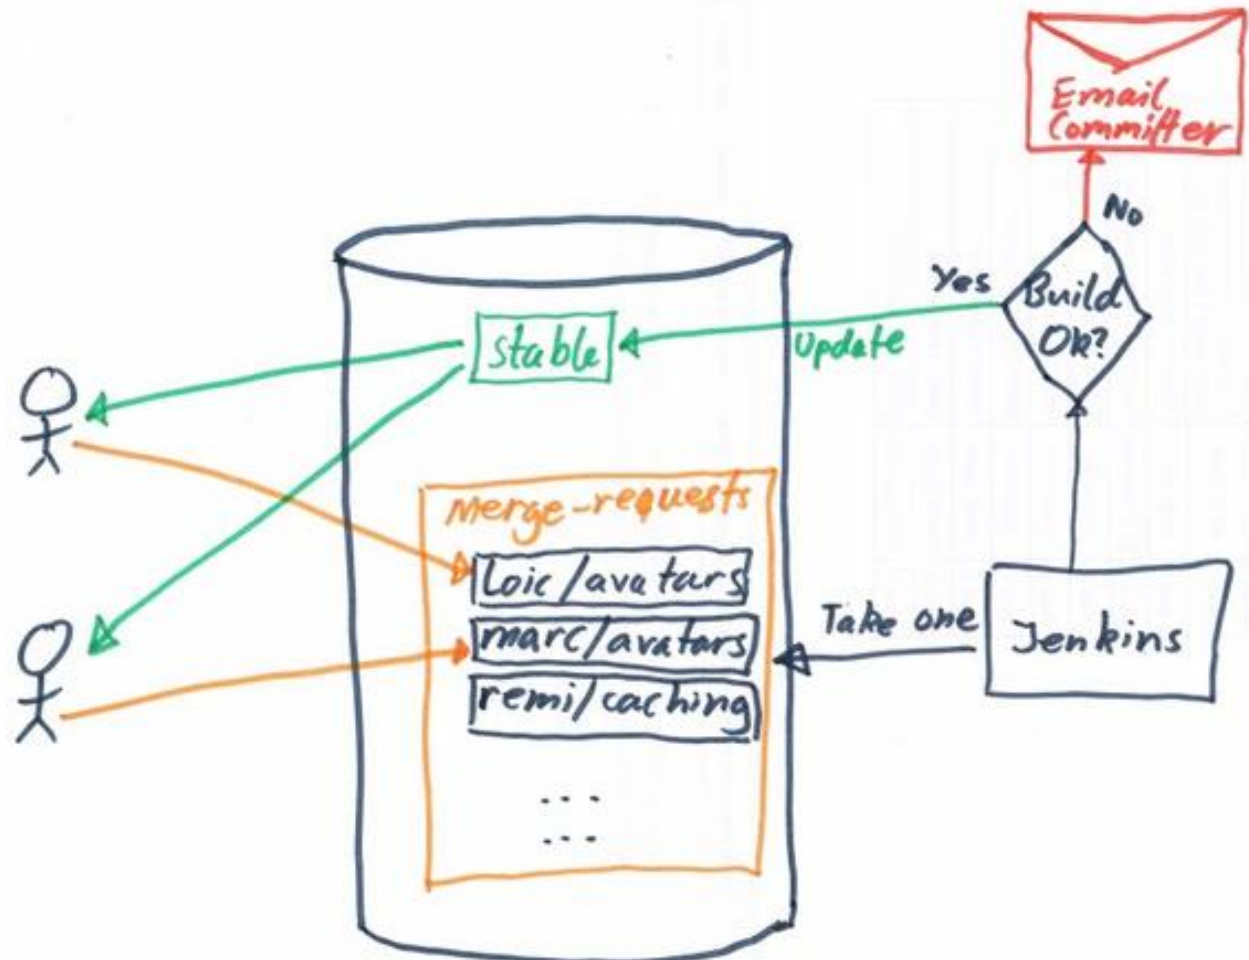 Email
Committer
No
Yes
Build
Ok?
stable
update
merge-requests
loic/avatars
marc/avatars
remi/caching
...
...
Take one
Jenkins